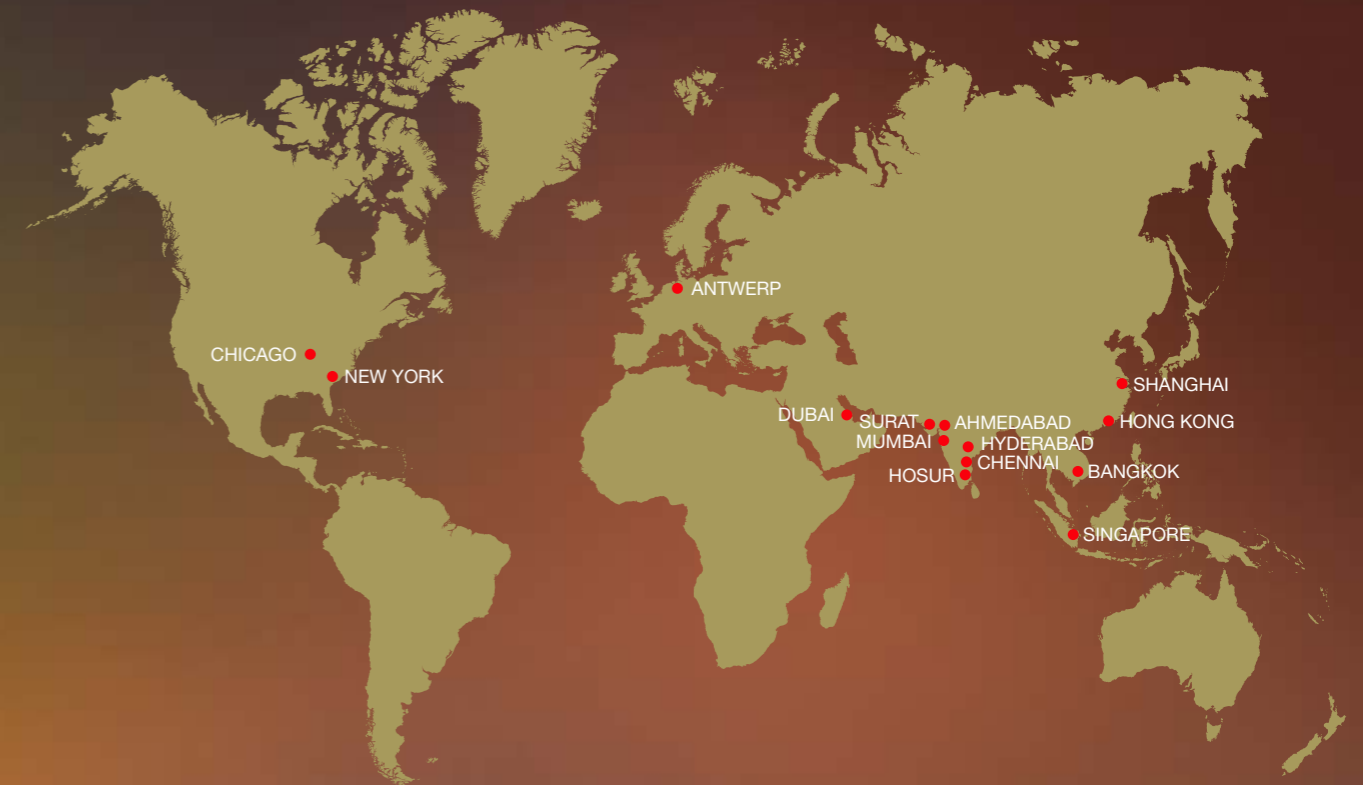 ANTWERP
CHICAGO
NEW YORK
SHANGHAI
DUBAI
SURAT
AHMEDABAD
HONG KONG
MUMBAI
HYDERABAD
CHENNAI
HOSUR
BANGKOK
SINGAPORE